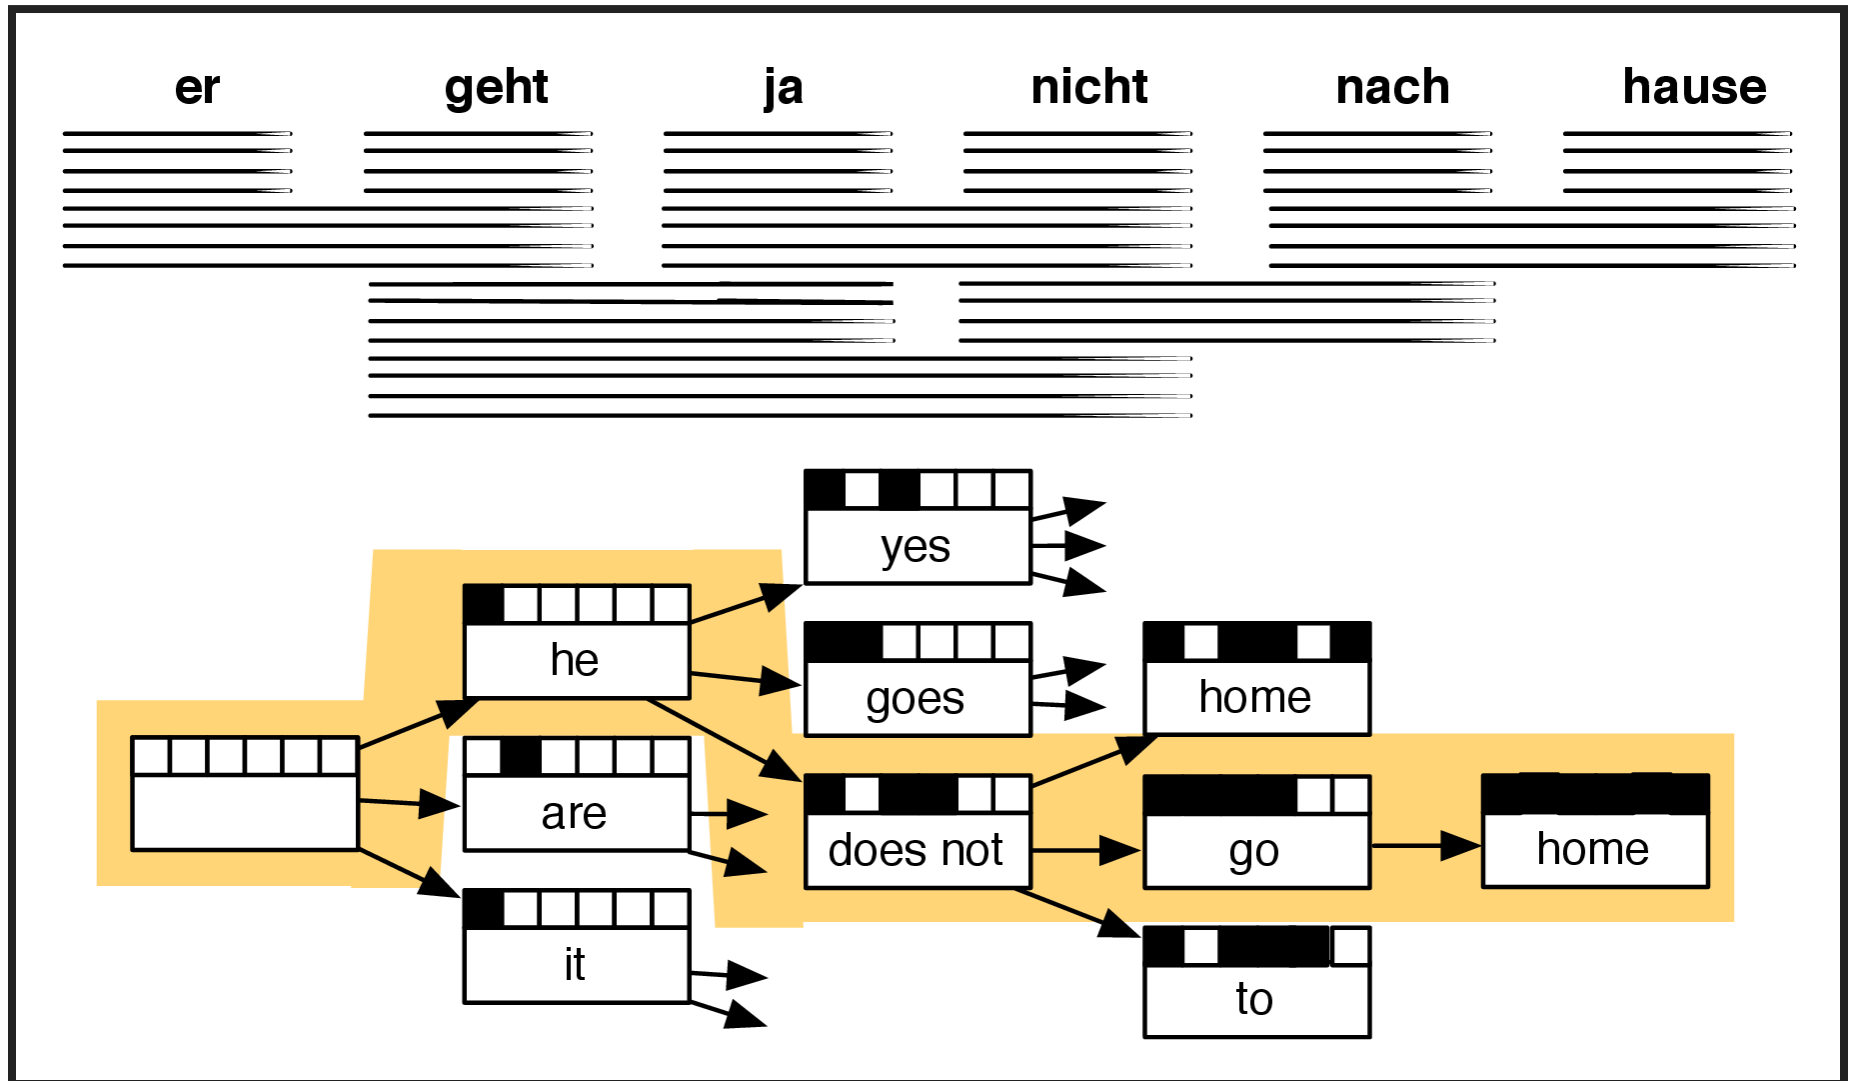 er geht ja nicht nach hause
yes
he
goes
home
are
does not
go
home
it
to